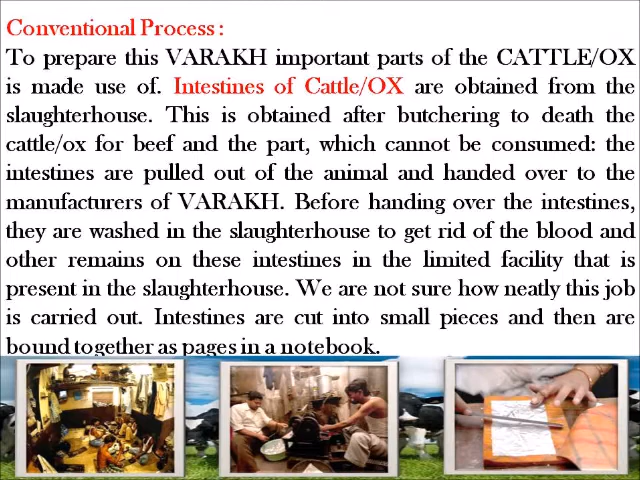 Conventional Process :
To prepare this VARAKH important parts of the CATTLE/OX
is made use of. Intestines of Cattle/OX are obtained from the
slaughterhouse. This is obtained after butchering to death the
cattle/ox for beef and the part, which cannot be consumed: the
intestines are pulled out of the animal and handed over to the
manufacturers of VARAKH. Before handing over the intestines,
they are washed in the slaughterhouse to get rid of the blood and
other remains on these intestines in the limited facility that is
present in the slaughterhouse. We are not sure how neatly this job
is carried out. Intestines are cut into small pieces and then are
bound together as pages in a notebook.